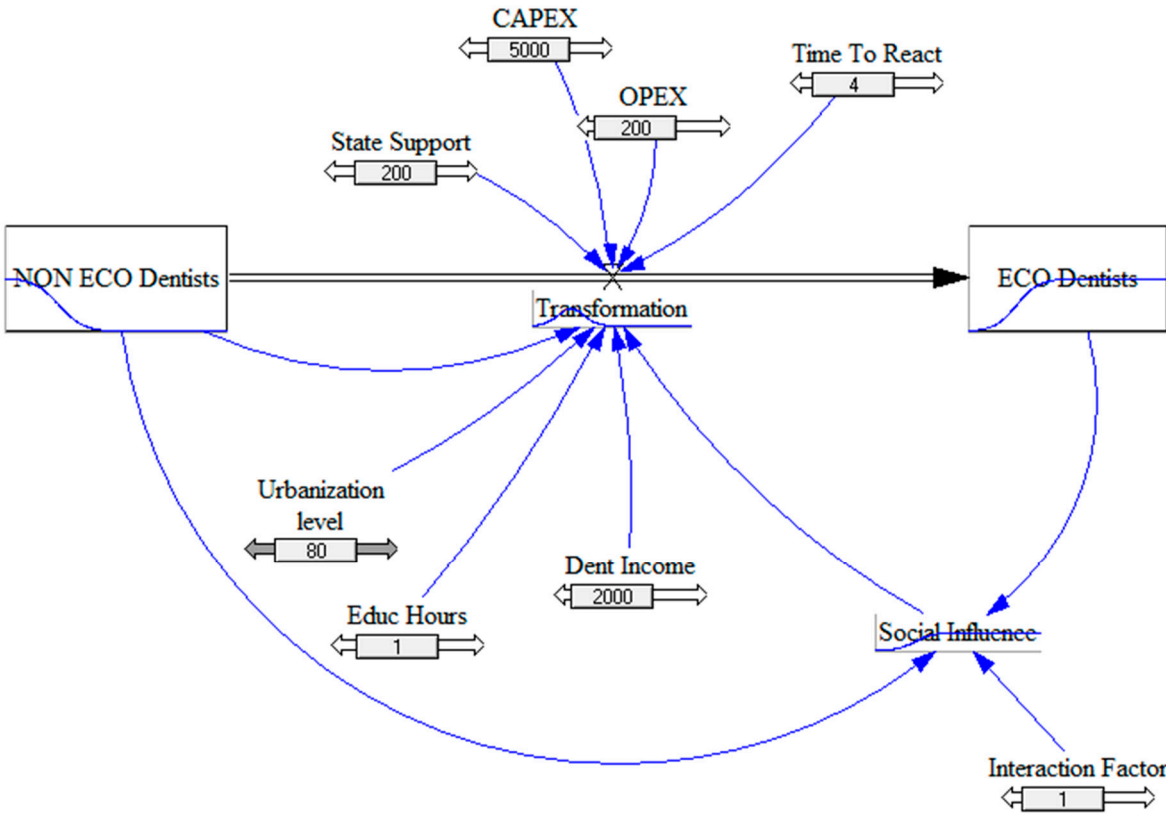 CAPEX
5000
Time To React
4
OPEX
200
State Support
200
NON ECO Dentists
ECO Dentists
Transformation
Urbanization
level
80
Dent Income
2000
Educ Hours
1
Social Influence
Interaction Factor
1